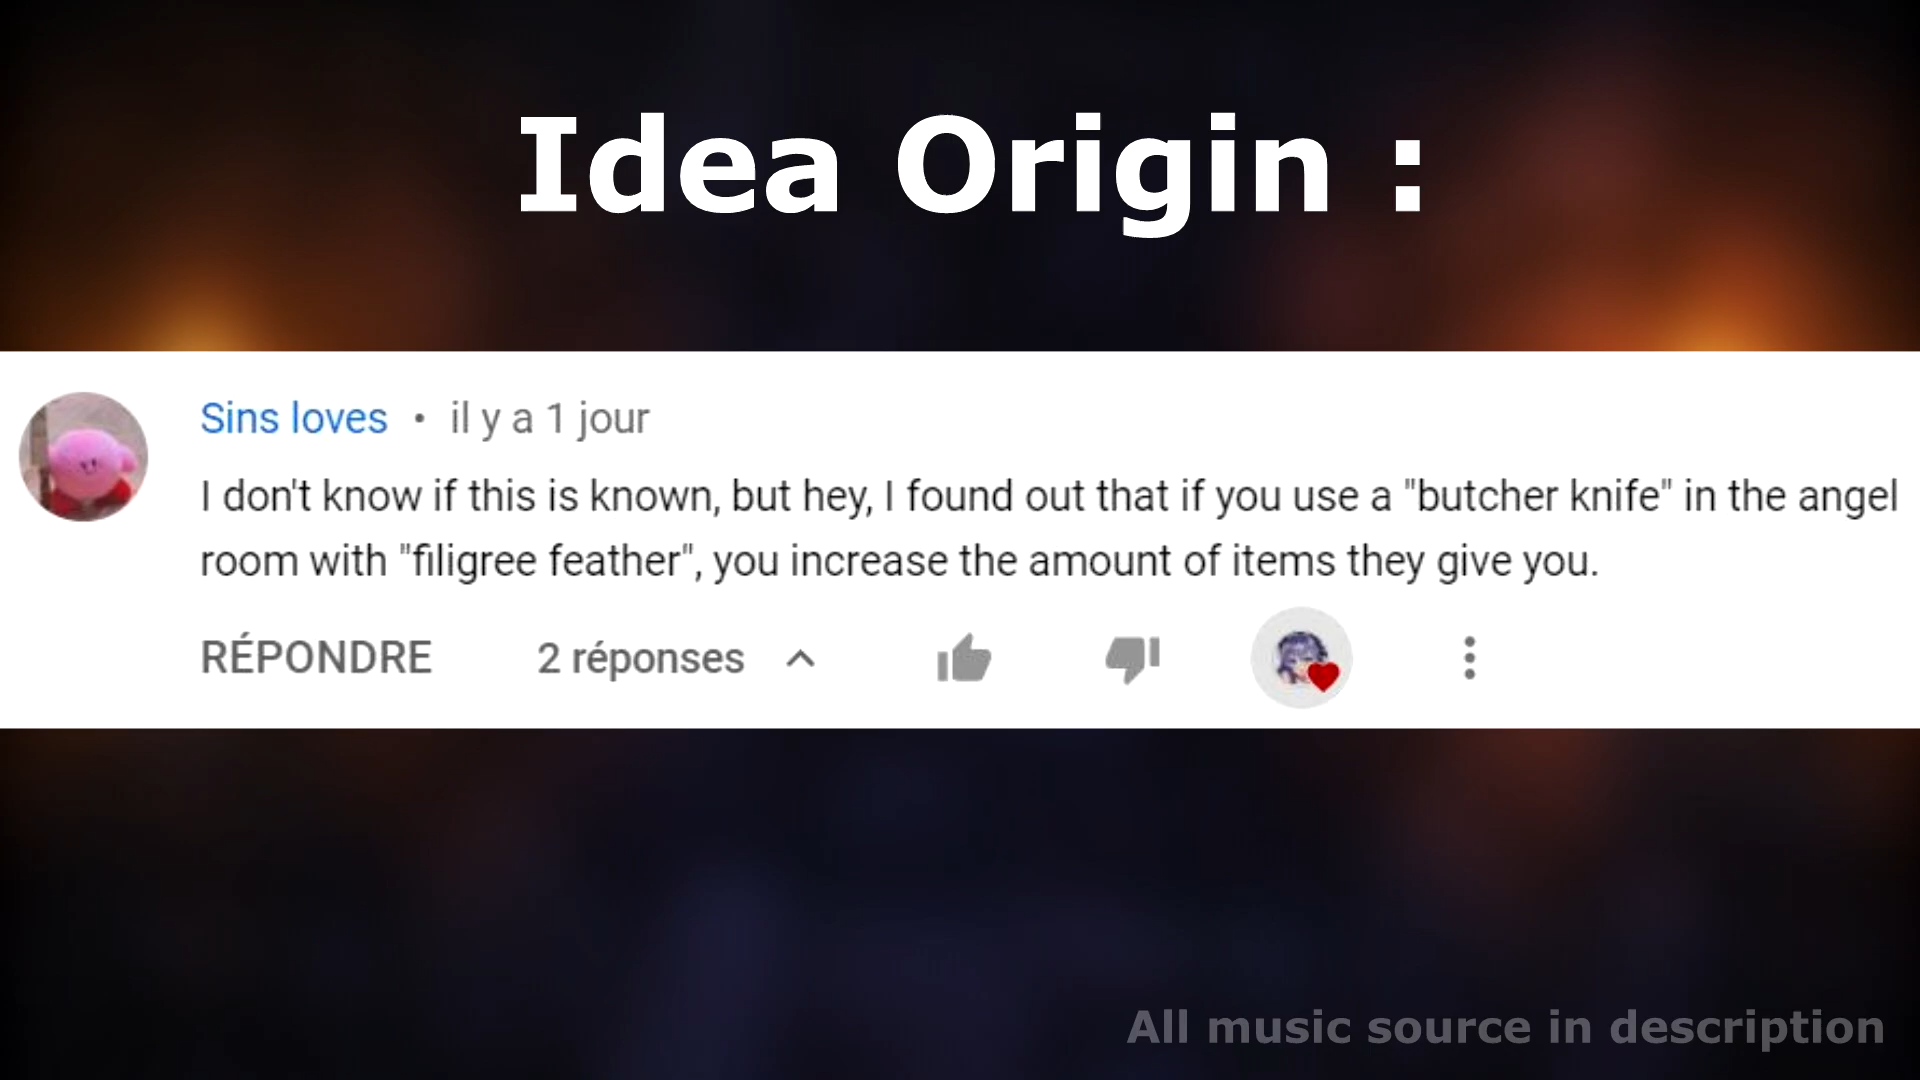 Idea Origin :
Sins loves • il y a 1 jour
I don't know if this is known, but hey, I found out that if you use a "butcher knife" in the angel
room with "filigree feather", you increase the amount of items they give you.
RÉPONDRE 2 réponses
All music source in description